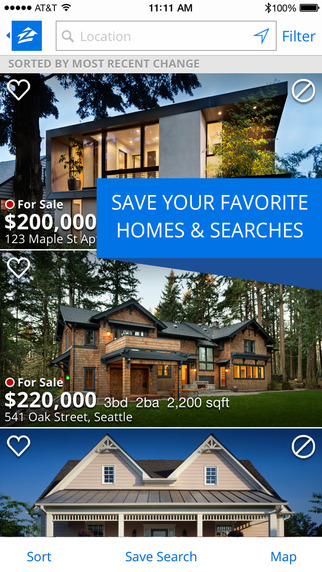 AT&T 11:11 AM 100%
Location Filter
SORTED BY MOST RECENT CHANGE
For Sale
$200,000
123 Maple St Ap
SAVE YOUR FAVORITE
HOMES & SEARCHES
For Sale
$220,000 3bd 2ba 2,200 sqft
541 Oak Street, Seattle
Sort Save Search Map